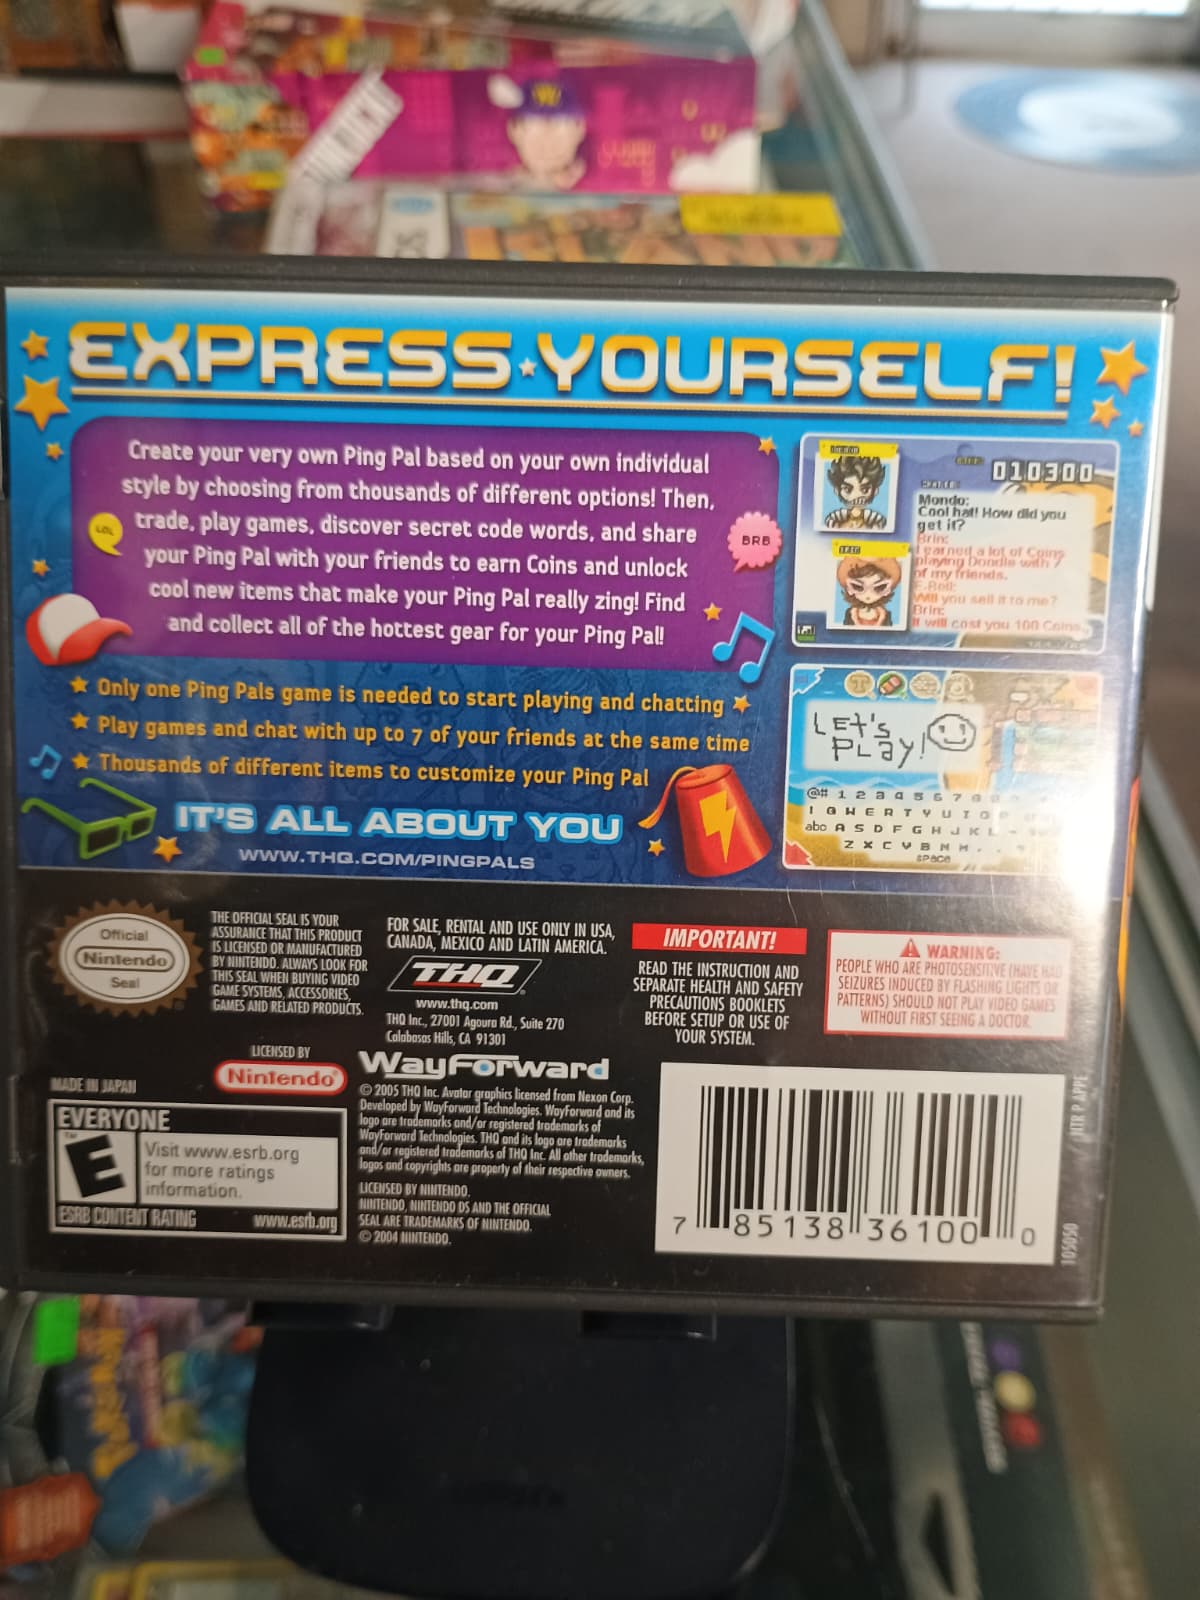 EXPRESS YOURSELF!
Create your very own Ping Pal based on your own individual
style by choosing from thousands of different options! Then,
trade, play games, discover secret code words, and share
your Ping Pal with your friends to earn Coins and unlock
cool new items that make your Ping Pal really zing! Find
and collect all of the hottest gear for your Ping Pal!
LOL
BRB
Only one Ping Pals game is needed to start playing and chatting
Play games and chat with up to 7 of your friends at the same time
Thousands of different items to customize your Ping Pal
IT'S ALL ABOUT YOU
WWW.THQ.COM/PINGPALS
010300
Mondo:
Cool hat! How did you
get it?
Brin:
I earned a lot of Coins
playing Doodle with 7
of my friends.
Will you sell it to me?
Brin:
It will cost you 100 Coins
LET'S
PLAY!
@# 1 2 3 4 5 6 7 8
! Q W E R T Y U I O P
abc A S D F G H J K L
Z X C V B N M , .
SPACE
Official
Nintendo
Seal
THE OFFICIAL SEAL IS YOUR
ASSURANCE THAT THIS PRODUCT
IS LICENSED OR MANUFACTURED
BY NINTENDO. ALWAYS LOOK FOR
THIS SEAL WHEN BUYING VIDEO
GAME SYSTEMS, ACCESSORIES,
GAMES AND RELATED PRODUCTS.
FOR SALE, RENTAL AND USE ONLY IN USA,
CANADA, MEXICO AND LATIN AMERICA.
THQ
www.thq.com
THQ Inc., 27001 Agoura Rd., Suite 270
Calabasas Hills, CA 91301
IMPORTANT!
READ THE INSTRUCTION AND
SEPARATE HEALTH AND SAFETY
PRECAUTIONS BOOKLETS
BEFORE SETUP OR USE OF
YOUR SYSTEM.
WARNING:
PEOPLE WHO ARE PHOTOSENSITIVE (HAVE HAD
SEIZURES INDUCED BY FLASHING LIGHTS OR
PATTERNS) SHOULD NOT PLAY VIDEO GAMES
WITHOUT FIRST SEEING A DOCTOR.
LICENSED BY
Nintendo®
MADE IN JAPAN
EVERYONE
E
Visit www.esrb.org
for more ratings
information.
ESRB CONTENT RATING www.esrb.org
WayForward
© 2005 THQ Inc. Avatar graphics licensed from Nexon Corp.
Developed by WayForward Technologies. WayForward and its
logo are trademarks and/or registered trademarks of
WayForward Technologies. THQ and its logo are trademarks
and/or registered trademarks of THQ Inc. All other trademarks,
logos and copyrights are property of their respective owners.
LICENSED BY NINTENDO.
NINTENDO, NINTENDO DS AND THE OFFICIAL
SEAL ARE TRADEMARKS OF NINTENDO.
© 2004 NINTENDO.
7 85138 36100 0
NTR P APPE
105050